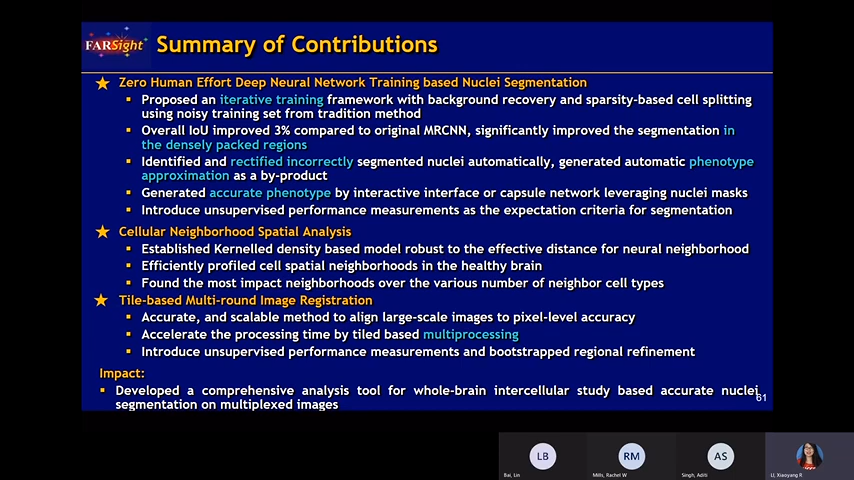 FARSight
Summary of Contributions
Zero Human Effort Deep Neural Network Training based Nuclei Segmentation
Proposed an iterative training framework with background recovery and sparsity-based cell splitting
using noisy training set from tradition method
Overall IoU improved 3% compared to original MRCNN, significantly improved the segmentation in
the densely packed regions
Identified and rectified incorrectly segmented nuclei automatically, generated automatic phenotype
approximation as a by-product
Generated accurate phenotype by interactive interface or capsule network leveraging nuclei masks
Introduce unsupervised performance measurements as the expectation criteria for segmentation
Cellular Neighborhood Spatial Analysis
Established Kernelled density based model robust to the effective distance for neural neighborhood
Efficiently profiled cell spatial neighborhoods in the healthy brain
Found the most impact neighborhoods over the various number of neighbor cell types
Tile-based Multi-round Image Registration
Accurate, and scalable method to align large-scale images to pixel-level accuracy
Accelerate the processing time by tiled based multiprocessing
Introduce unsupervised performance measurements and bootstrapped regional refinement
Impact:
Developed a comprehensive analysis tool for whole-brain intercellular study based accurate nuclei
segmentation on multiplexed images
61
LB
RM
AS
Bai, Lin
Mills, Rachel W
Singh, Aditi
LI, Xiaoyang R